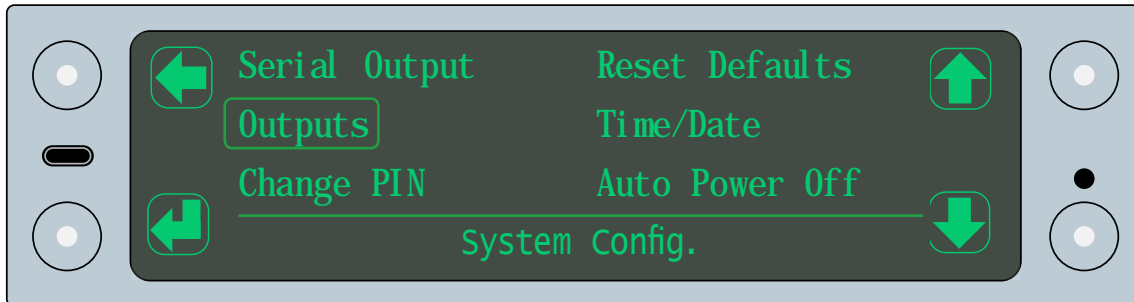 Serial Output Reset Defaults
Outputs Time/Date
Change PIN Auto Power Off
System Config.